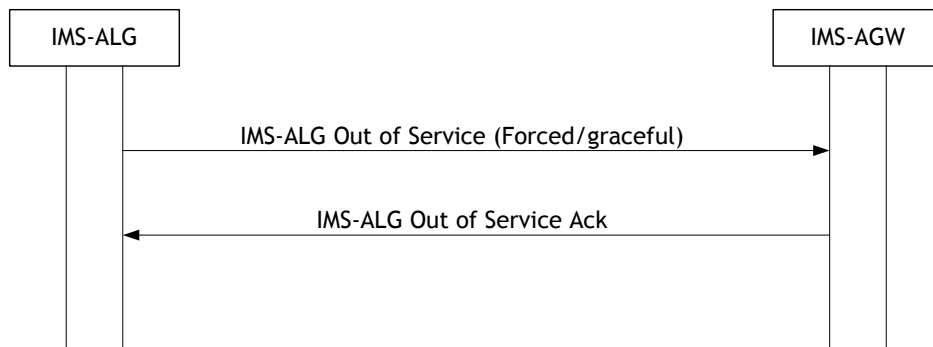 IMS-ALG
IMS-AGW
IMS-ALG Out of Service (Forced/graceful)
IMS-ALG Out of Service Ack